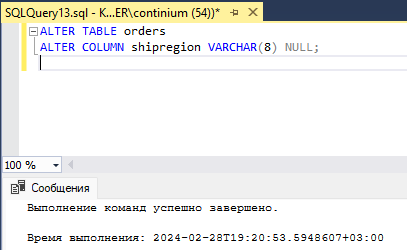 SQLQuery13.sql - K...ER\continium (54))*
ALTER TABLE orders
ALTER COLUMN shipregion VARCHAR(8) NULL;
100 %
Сообщения
Выполнение команд успешно завершено.
Время выполнения: 2024-02-28T19:20:53.5948607+03:00